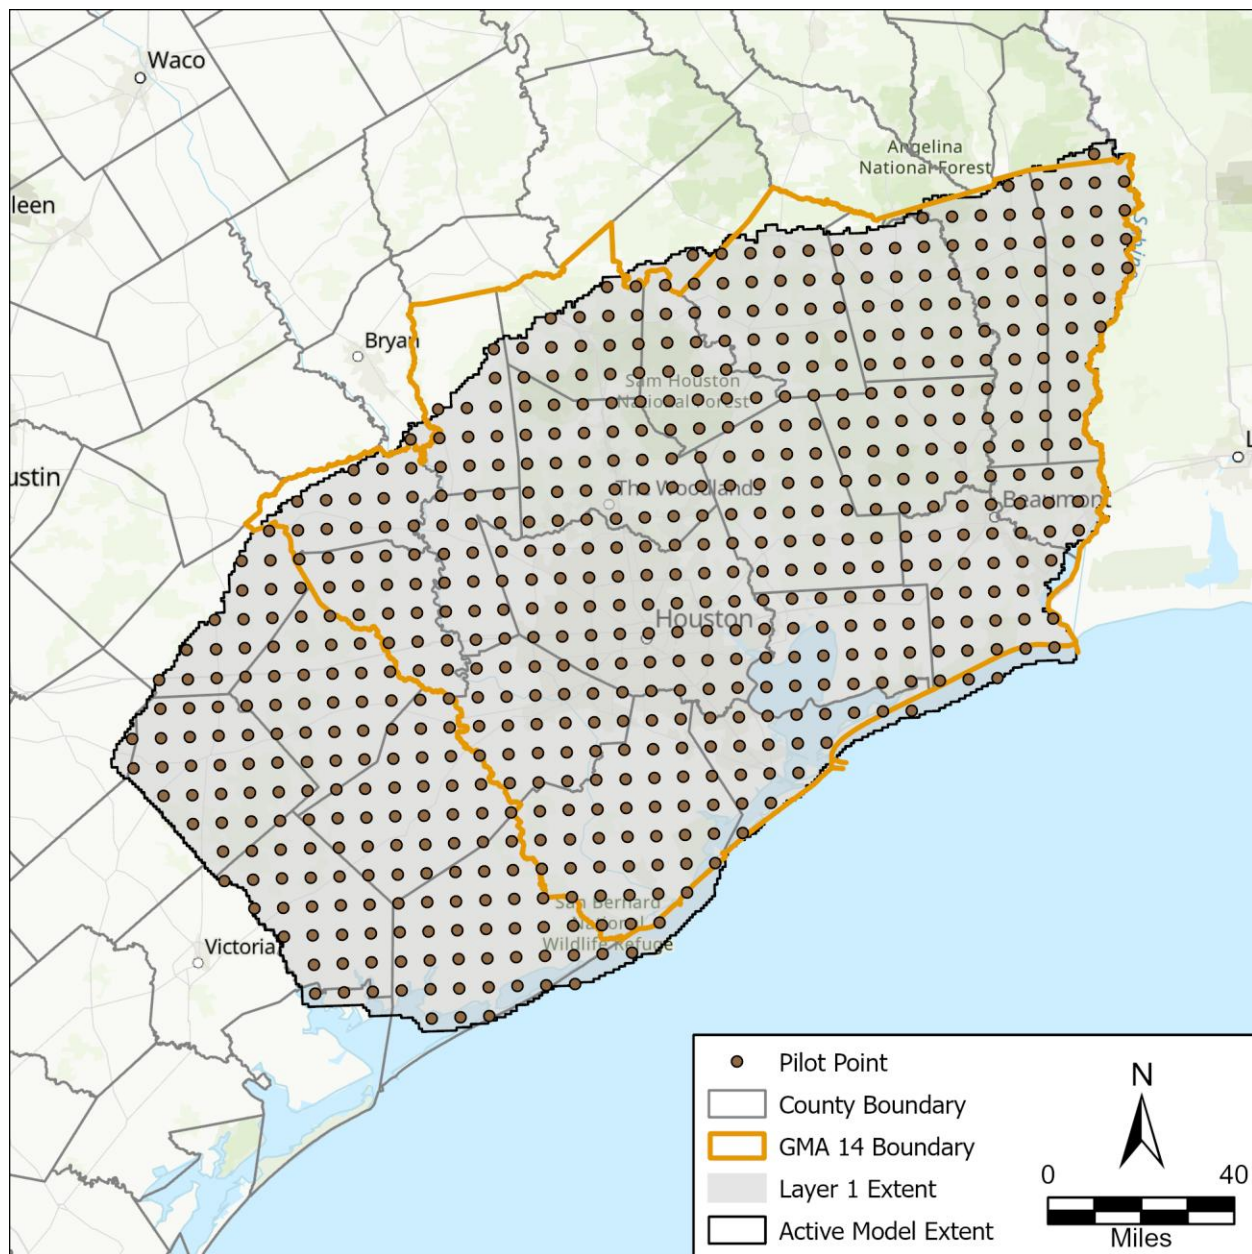 Waco
Angelina
National Forest
leen
Sabin
Bryan
Sam Houston
National Forest
L
ustin
The Woodlands
Beaumont
Houston
San Bernard
National
Wildlife Refuge
Victoria
Pilot Point
County Boundary
GMA 14 Boundary
Layer 1 Extent
Active Model Extent
N
0 40
Miles